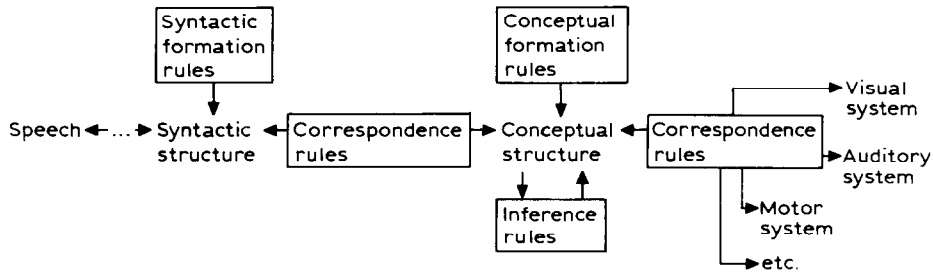 Syntactic
formation
rules
Conceptual
formation
rules
Visual
system
Speech
...
Syntactic
structure
Correspondence
rules
Conceptual
structure
Correspondence
rules
Auditory
system
Inference
rules
Motor
system
etc.